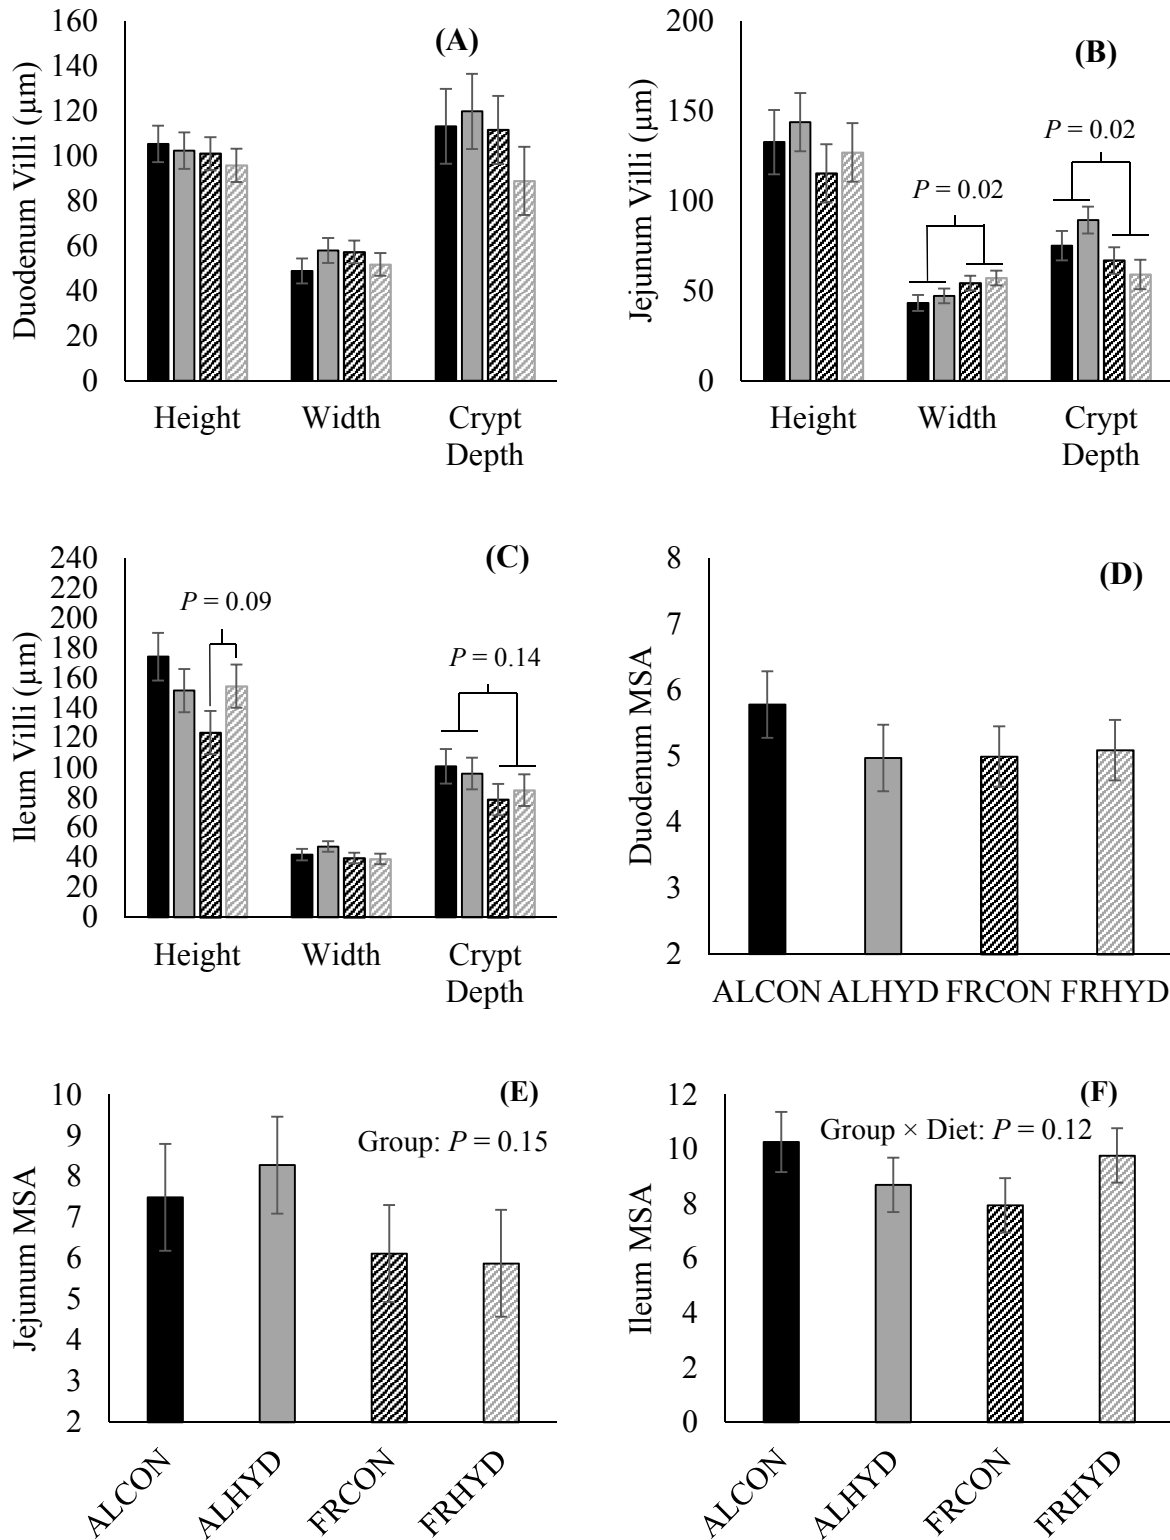 (A)
Duodenum Villi (µm)
160
140
120
100
80
60
40
20
0
Height
Width
Crypt
Depth
(B)
Jejunum Villi (µm)
200
150
100
50
0
P = 0.02
P = 0.02
Height
Width
Crypt
Depth
(C)
Ileum Villi (µm)
240
220
200
180
160
140
120
100
80
60
40
20
0
P = 0.09
P = 0.14
Height
Width
Crypt
Depth
(D)
Duodenum MSA
8
7
6
5
4
3
2
ALCON ALHYD FRCON FRHYD
(E)
Jejunum MSA
10
9
8
7
6
5
4
3
2
Group: P = 0.15
ALCON
ALHYD
FRCON
FRHYD
(F)
Ileum MSA
12
10
8
6
4
2
0
Group × Diet: P = 0.12
ALCON
ALHYD
FRCON
FRHYD